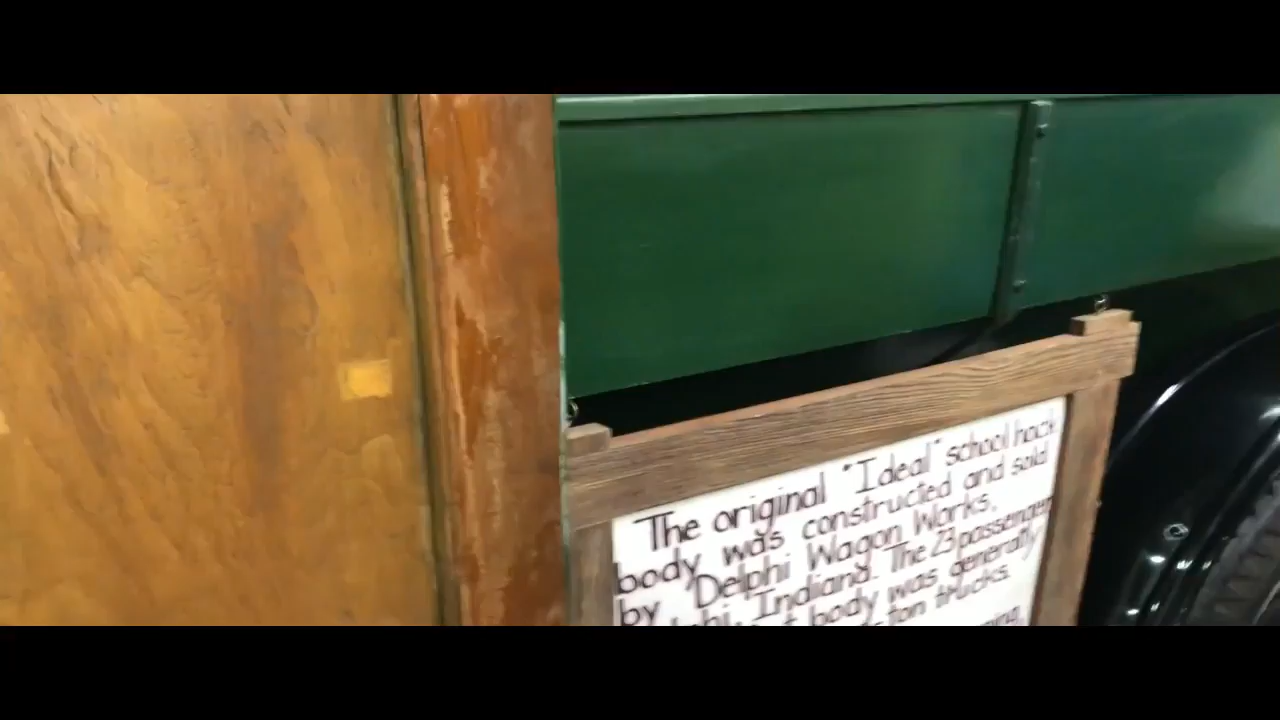 The original "Ideal" school hack
body was constructed and sold
by Delphi Wagon Works,
Indiana. The 23 passenger
body was generally
ton trucks.